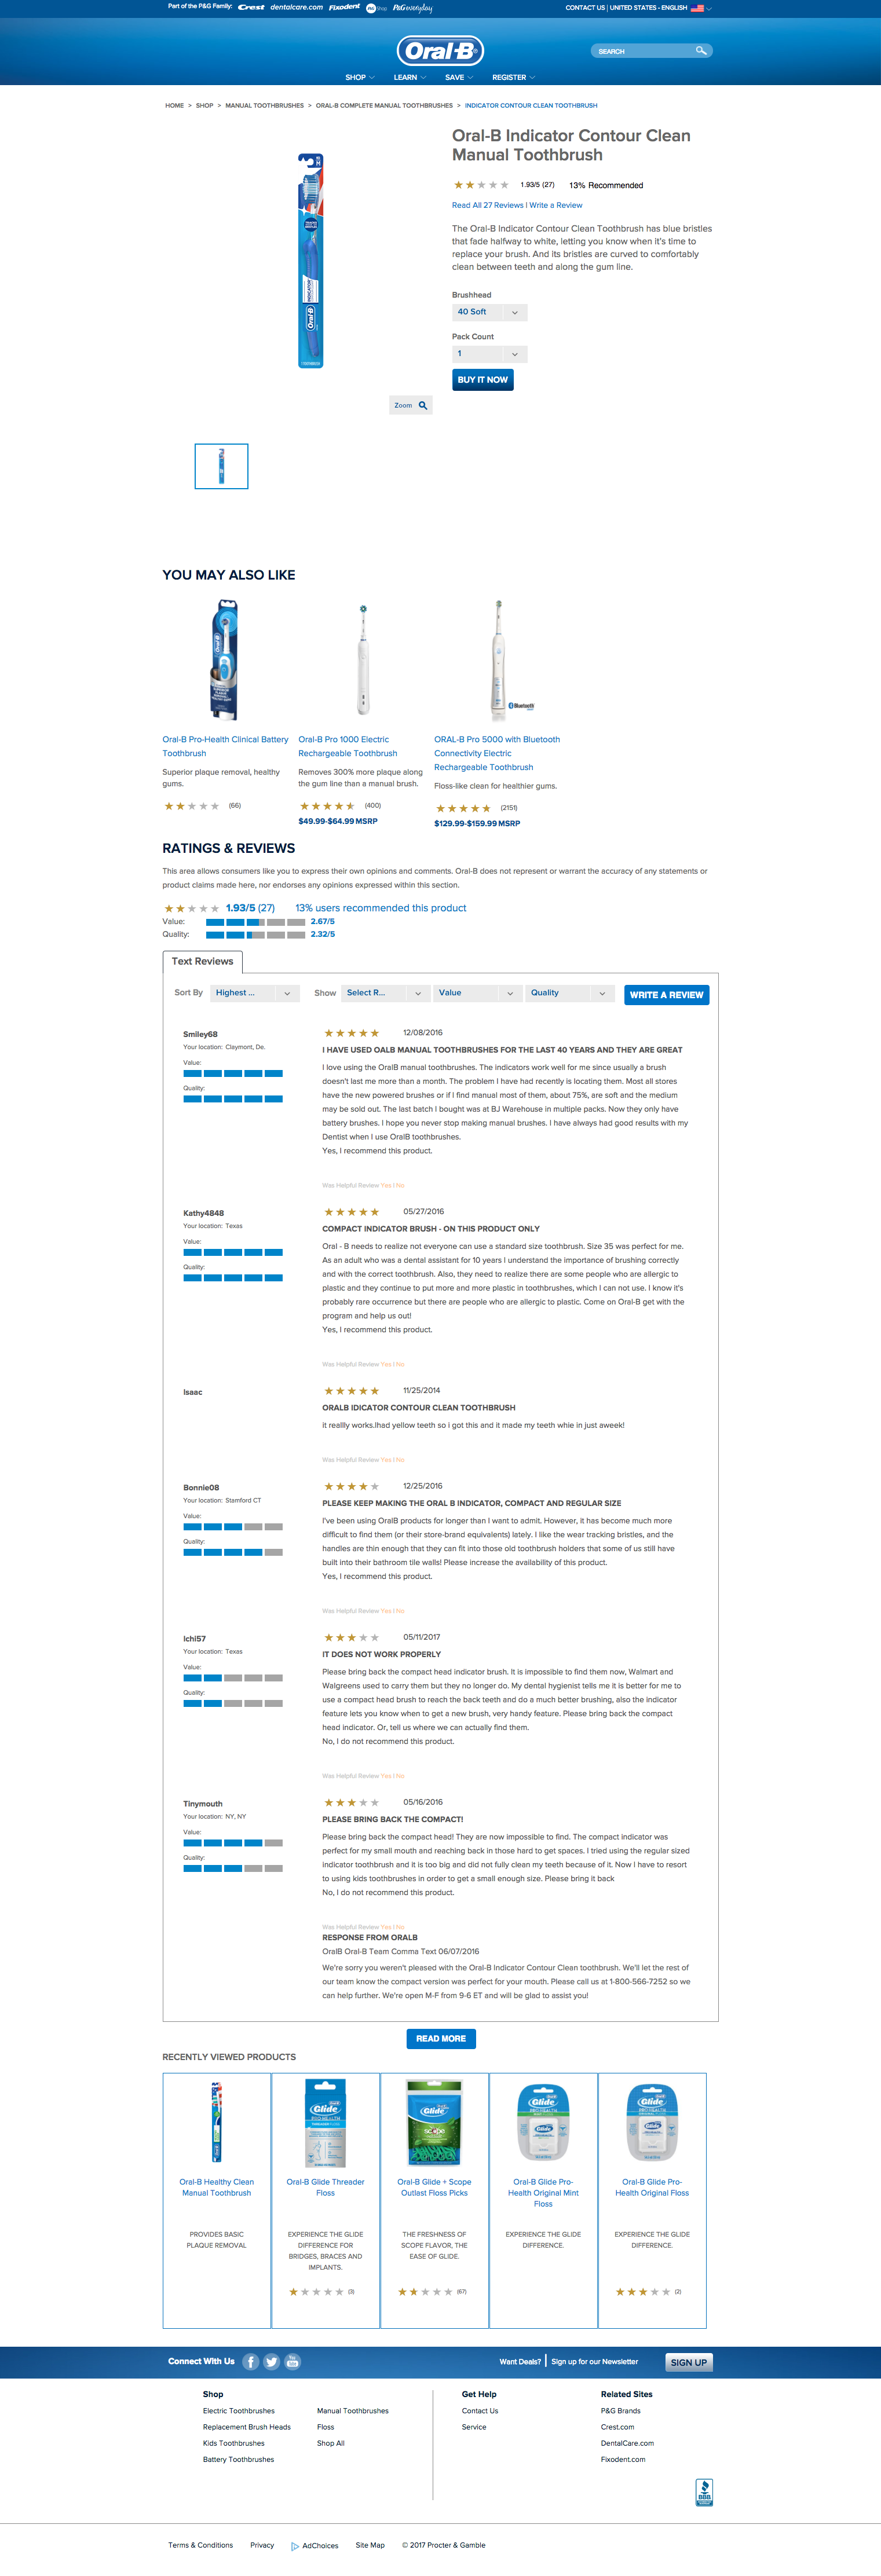 Part of the P&G Family: Crest dentalcare.com Fixodent P&G shop P&G everyday CONTACT US | UNITED STATES - ENGLISH
Oral-B
SEARCH
SHOP LEARN SAVE REGISTER
HOME > SHOP > MANUAL TOOTHBRUSHES > ORAL-B COMPLETE MANUAL TOOTHBRUSHES > INDICATOR CONTOUR CLEAN TOOTHBRUSH
Oral-B Indicator Contour Clean
Manual Toothbrush
1.93/5 (27) 13% Recommended
Read All 27 Reviews | Write a Review
The Oral-B Indicator Contour Clean Toothbrush has blue bristles
that fade halfway to white, letting you know when it's time to
replace your brush. And its bristles are curved to comfortably
clean between teeth and along the gum line.
Brushhead
40 Soft
Pack Count
1
BUY IT NOW
INDICATOR
Oral-B
Zoom
YOU MAY ALSO LIKE
Oral-B
Bluetooth
Oral-B Pro-Health Clinical Battery
Toothbrush
Superior plaque removal, healthy
gums.
(66)
Oral-B Pro 1000 Electric
Rechargeable Toothbrush
Removes 300% more plaque along
the gum line than a manual brush.
(400)
$49.99-$64.99 MSRP
ORAL-B Pro 5000 with Bluetooth
Connectivity Electric
Rechargeable Toothbrush
Floss-like clean for healthier gums.
(2151)
$129.99-$159.99 MSRP
RATINGS & REVIEWS
This area allows consumers like you to express their own opinions and comments. Oral-B does not represent or warrant the accuracy of any statements or
product claims made here, nor endorses any opinions expressed within this section.
1.93/5 (27) 13% users recommended this product
Value: 2.67/5
Quality: 2.32/5
Text Reviews
Sort By Highest ... Show Select R... Value Quality WRITE A REVIEW
Smiley68
Your location: Claymont, De.
Value:
Quality:
12/08/2016
I HAVE USED OALB MANUAL TOOTHBRUSHES FOR THE LAST 40 YEARS AND THEY ARE GREAT
I love using the OralB manual toothbrushes. The indicators work well for me since usually a brush
doesn't last me more than a month. The problem I have had recently is locating them. Most all stores
have the new powered brushes or if I find manual most of them, about 75%, are soft and the medium
may be sold out. The last batch I bought was at BJ Warehouse in multiple packs. Now they only have
battery brushes. I hope you never stop making manual brushes. I have always had good results with my
Dentist when I use OralB toothbrushes.
Yes, I recommend this product.
Was Helpful Review Yes | No
Kathy4848
Your location: Texas
Value:
Quality:
05/27/2016
COMPACT INDICATOR BRUSH - ON THIS PRODUCT ONLY
Oral - B needs to realize not everyone can use a standard size toothbrush. Size 35 was perfect for me.
As an adult who was a dental assistant for 10 years I understand the importance of brushing correctly
and with the correct toothbrush. Also, they need to realize there are some people who are allergic to
plastic and they continue to put more and more plastic in toothbrushes, which I can not use. I know it's
probably rare occurrence but there are people who are allergic to plastic. Come on Oral-B get with the
program and help us out!
Yes, I recommend this product.
Was Helpful Review Yes | No
Isaac
11/25/2014
ORALB IDICATOR CONTOUR CLEAN TOOTHBRUSH
it reallly works.Ihad yellow teeth so i got this and it made my teeth whie in just aweek!
Was Helpful Review Yes | No
Bonnie08
Your location: Stamford CT
Value:
Quality:
12/25/2016
PLEASE KEEP MAKING THE ORAL B INDICATOR, COMPACT AND REGULAR SIZE
I've been using OralB products for longer than I want to admit. However, it has become much more
difficult to find them (or their store-brand equivalents) lately. I like the wear tracking bristles, and the
handles are thin enough that they can fit into those old toothbrush holders that some of us still have
built into their bathroom tile walls! Please increase the availability of this product.
Yes, I recommend this product.
Was Helpful Review Yes | No
Ichi57
Your location: Texas
Value:
Quality:
05/11/2017
IT DOES NOT WORK PROPERLY
Please bring back the compact head indicator brush. It is impossible to find them now, Walmart and
Walgreens used to carry them but they no longer do. My dental hygienist tells me it is better for me to
use a compact head brush to reach the back teeth and do a much better brushing, also the indicator
feature lets you know when to get a new brush, very handy feature. Please bring back the compact
head indicator. Or, tell us where we can actually find them.
No, I do not recommend this product.
Was Helpful Review Yes | No
Tinymouth
Your location: NY, NY
Value:
Quality:
05/16/2016
PLEASE BRING BACK THE COMPACT!
Please bring back the compact head! They are now impossible to find. The compact indicator was
perfect for my small mouth and reaching back in those hard to get spaces. I tried using the regular sized
indicator toothbrush and it is too big and did not fully clean my teeth because of it. Now I have to resort
to using kids toothbrushes in order to get a small enough size. Please bring it back
No, I do not recommend this product.
Was Helpful Review Yes | No
RESPONSE FROM ORALB
OralB Oral-B Team Comma Text 06/07/2016
We're sorry you weren't pleased with the Oral-B Indicator Contour Clean toothbrush. We'll let the rest of
our team know the compact version was perfect for your mouth. Please call us at 1-800-566-7252 so we
can help further. We're open M-F from 9-6 ET and will be glad to assist you!
READ MORE
RECENTLY VIEWED PRODUCTS
Glide
PRO-HEALTH
Glide
scope
Glide
Glide
Oral-B Healthy Clean
Manual Toothbrush
PROVIDES BASIC
PLAQUE REMOVAL
Oral-B Glide Threader
Floss
EXPERIENCE THE GLIDE
DIFFERENCE FOR
BRIDGES, BRACES AND
IMPLANTS.
(3)
Oral-B Glide + Scope
Outlast Floss Picks
THE FRESHNESS OF
SCOPE FLAVOR, THE
EASE OF GLIDE.
(67)
Oral-B Glide Pro-
Health Original Mint
Floss
EXPERIENCE THE GLIDE
DIFFERENCE.
Oral-B Glide Pro-
Health Original Floss
EXPERIENCE THE GLIDE
DIFFERENCE.
(2)
Connect With Us Want Deals? | Sign up for our Newsletter SIGN UP
Shop
Electric Toothbrushes
Replacement Brush Heads
Kids Toothbrushes
Battery Toothbrushes
Manual Toothbrushes
Floss
Shop All
Get Help
Contact Us
Service
Related Sites
P&G Brands
Crest.com
DentalCare.com
Fixodent.com
BBB
Terms & Conditions Privacy AdChoices Site Map © 2017 Procter & Gamble